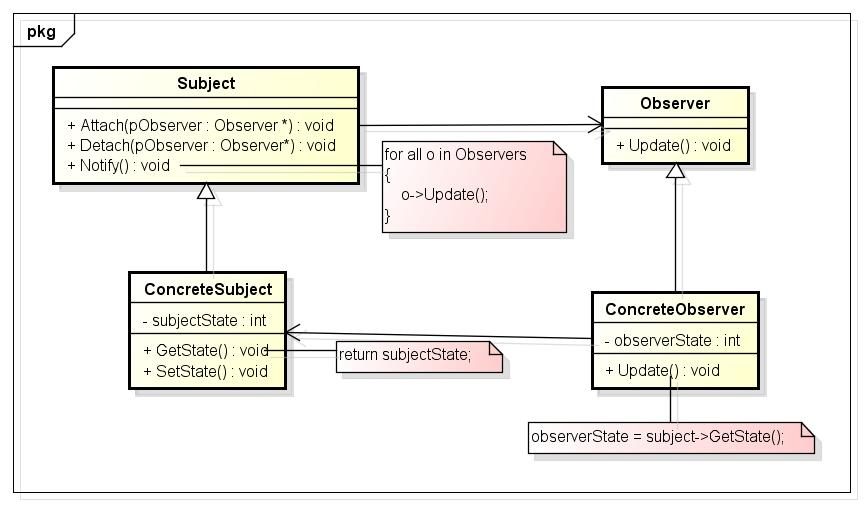 pkg
Subject
+ Attach(pObserver : Observer *) : void
+ Detach(pObserver : Observer*) : void
+ Notify() : void
Observer
+ Update() : void
for all o in Observers
{
o->Update();
}
ConcreteSubject
- subjectState : int
+ GetState() : void
+ SetState() : void
return subjectState;
ConcreteObserver
- observerState : int
+ Update() : void
observerState = subject->GetState();